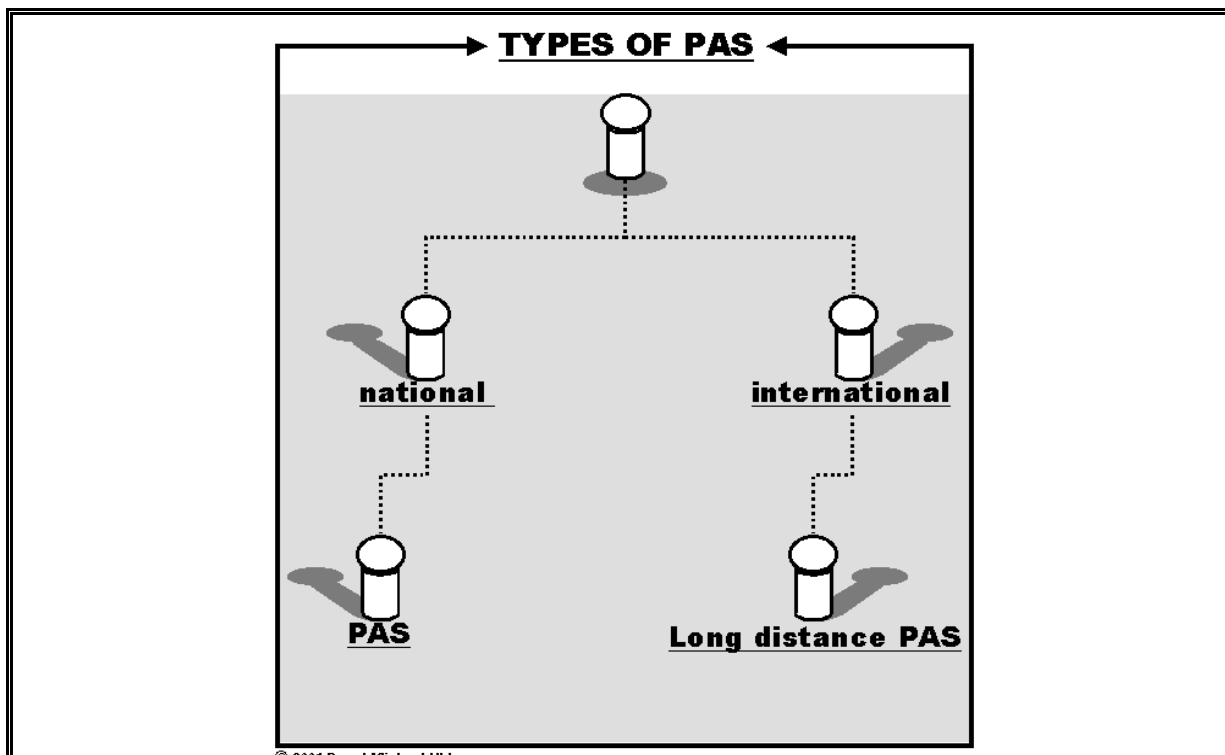 TYPES OF PAS
national
international
PAS
Long distance PAS